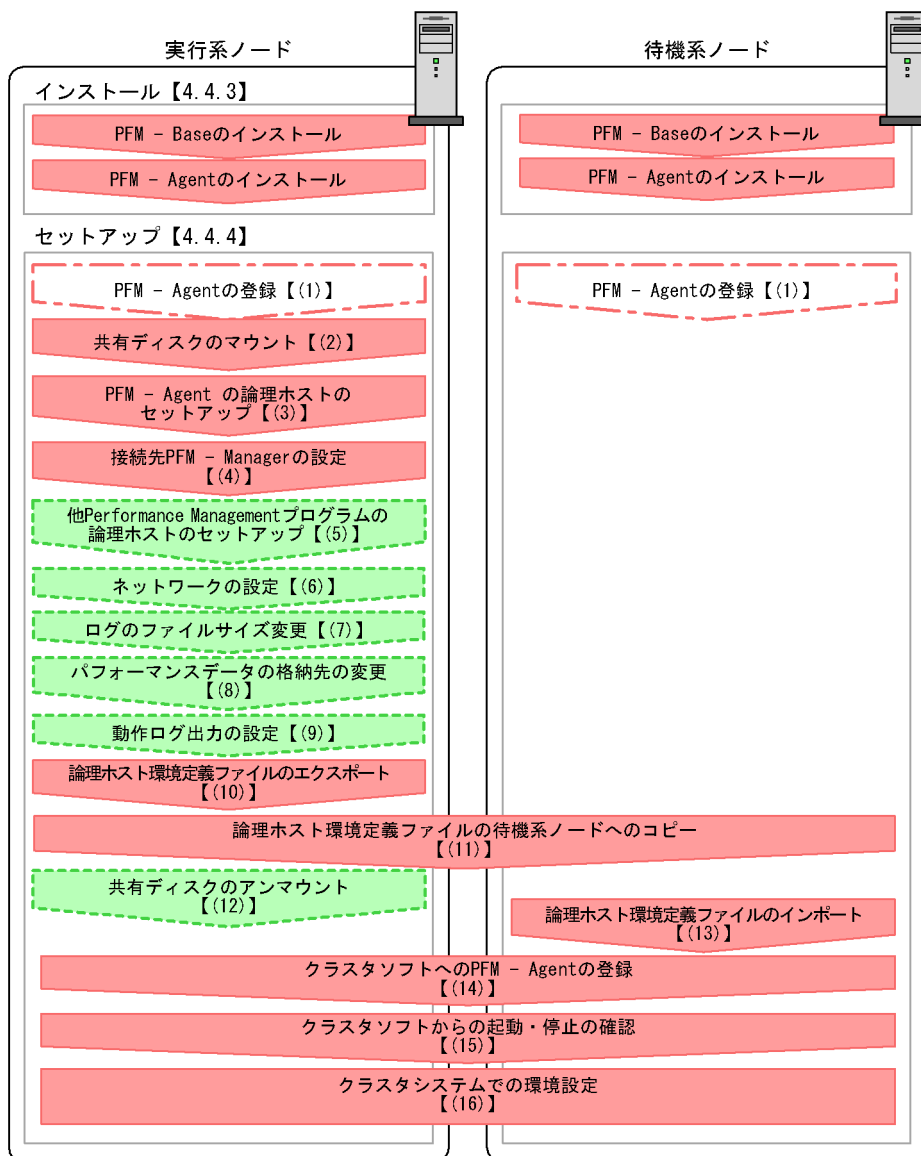 実行系ノード
待機系ノード
インストール【4.4.3】
PFM － Baseのインストール
PFM － Agentのインストール
PFM － Baseのインストール
PFM － Agentのインストール
セットアップ【4.4.4】
PFM － Agentの登録【(1)】
PFM － Agentの登録【(1)】
共有ディスクのマウント【(2)】
PFM － Agent の論理ホストの
セットアップ【(3)】
接続先PFM － Managerの設定
【(4)】
他Performance Managementプログラムの
論理ホストのセットアップ【(5)】
ネットワークの設定【(6)】
ログのファイルサイズ変更【(7)】
パフォーマンスデータの格納先の変更
【(8)】
動作ログ出力の設定【(9)】
論理ホスト環境定義ファイルのエクスポート
【(10)】
論理ホスト環境定義ファイルの待機系ノードへのコピー
【(11)】
共有ディスクのアンマウント
【(12)】
論理ホスト環境定義ファイルのインポート
【(13)】
クラスタソフトへのPFM － Agentの登録
【(14)】
クラスタソフトからの起動・停止の確認
【(15)】
クラスタシステムでの環境設定
【(16)】